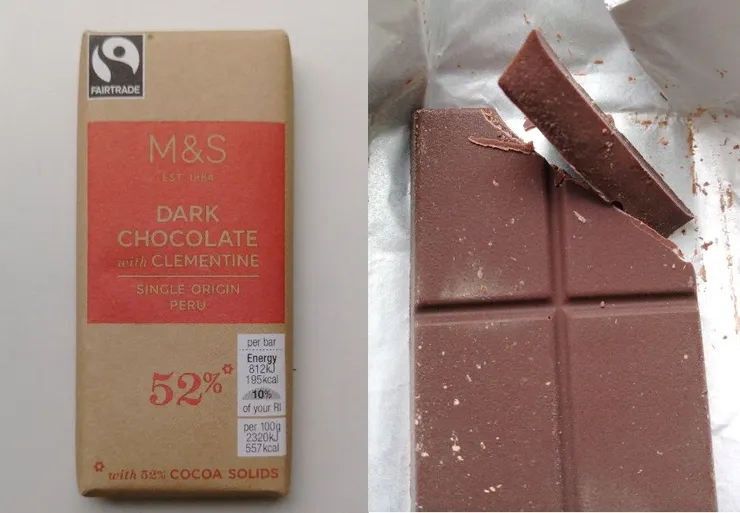 FAIRTRADE
M&S
EST. 1884
DARK
CHOCOLATE
with CLEMENTINE
SINGLE ORIGIN
PERU
52%
per bar
Energy
812kJ
195kcal
10%
of your RI
per 100g
2320kJ
557kcal
with 52% COCOA SOLIDS